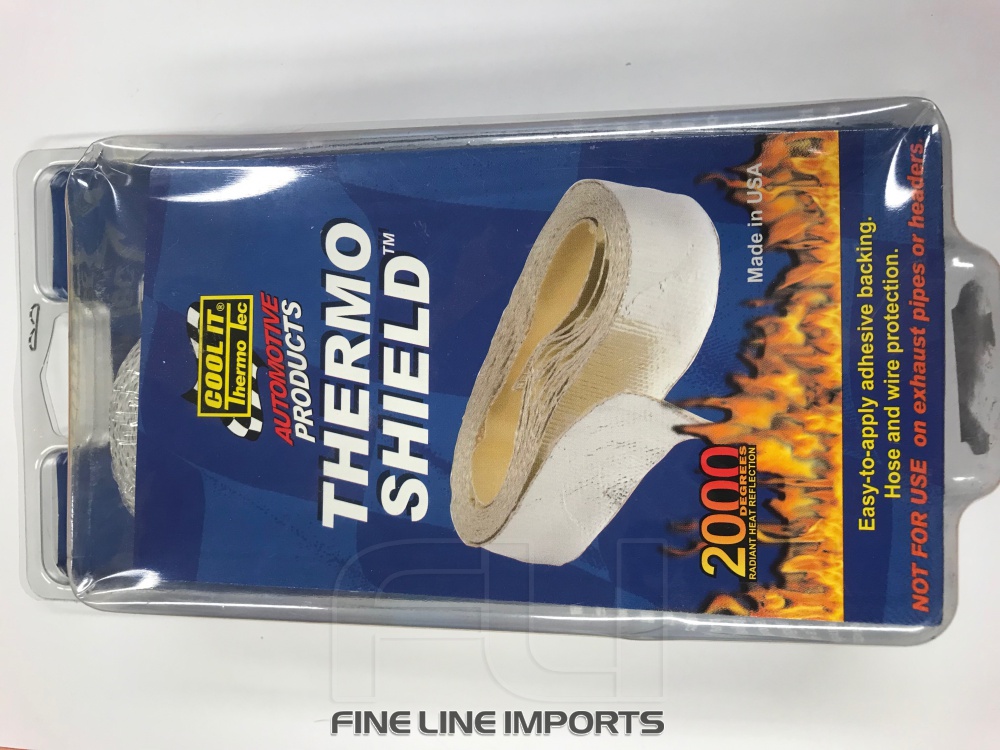 COOL IT®
Thermo Tec
AUTOMOTIVE
PRODUCTS
THERMO
SHIELD™
Made in USA
2000
DEGREES
RADIANT HEAT REFLECTION
Easy-to-apply adhesive backing.
Hose and wire protection.
NOT FOR USE on exhaust pipes or headers.
FLI
FINE LINE IMPORTS